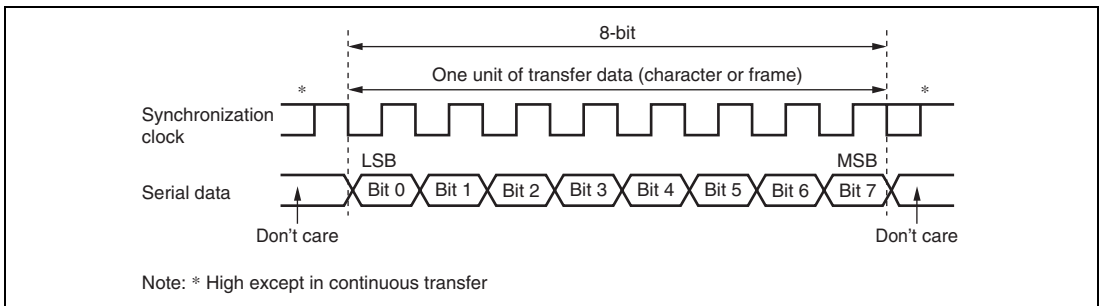 8-bit
One unit of transfer data (character or frame)
* *
Synchronization
clock
LSB MSB
Serial data Bit 0 Bit 1 Bit 2 Bit 3 Bit 4 Bit 5 Bit 6 Bit 7
Don't care Don't care
Note: * High except in continuous transfer